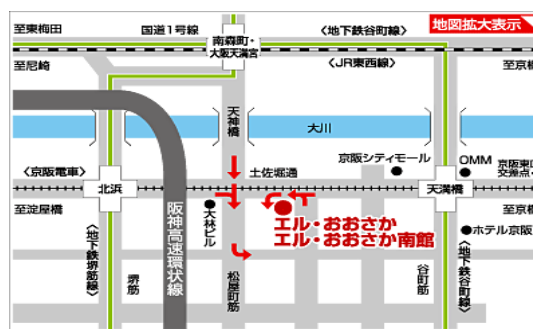 至東梅田
国道1号線
〈地下鉄谷町線〉
地図拡大表示
南森町・
大阪天満宮
至尼崎
〈JR東西線〉
至京橋
天神橋
大川
〈京阪電車〉
土佐堀通
京阪シティモール
OMM
京阪東口
交差点・
北浜
天満橋
至淀屋橋
大林ビル
エル・おおさか
エル・おおさか南館
至京橋
ホテル京阪
阪神高速環状線
〈地下鉄堺筋線〉
堺筋
松屋町筋
谷町筋
〈地下鉄谷町線〉